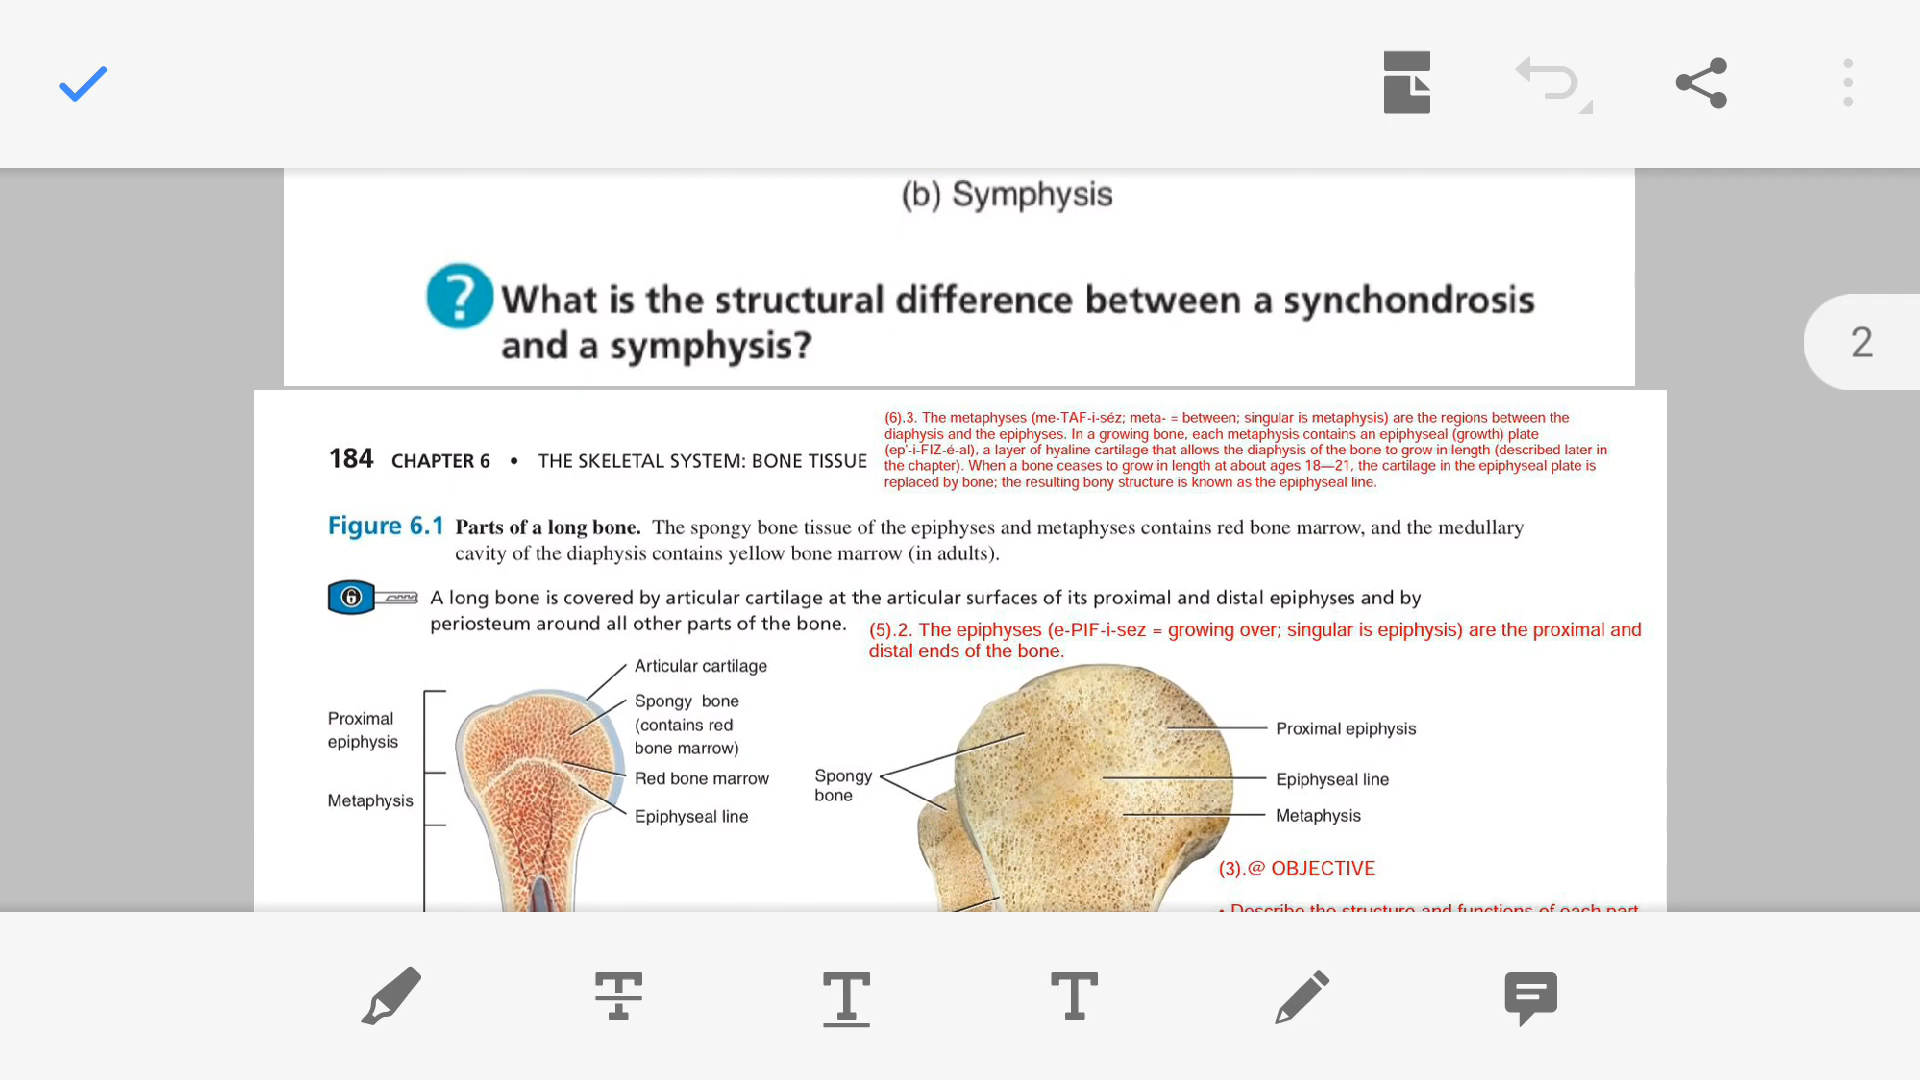 (b) Symphysis
? What is the structural difference between a synchondrosis
and a symphysis?
2
(6).3. The metaphyses (me-TAF-i-séz; meta- = between; singular is metaphysis) are the regions between the
diaphysis and the epiphyses. In a growing bone, each metaphysis contains an epiphyseal (growth) plate
(ep'-i-FIZ-é-al), a layer of hyaline cartilage that allows the diaphysis of the bone to grow in length (described later in
the chapter). When a bone ceases to grow in length at about ages 18—21, the cartilage in the epiphyseal plate is
replaced by bone; the resulting bony structure is known as the epiphyseal line.
184 CHAPTER 6 • THE SKELETAL SYSTEM: BONE TISSUE
Figure 6.1 Parts of a long bone. The spongy bone tissue of the epiphyses and metaphyses contains red bone marrow, and the medullary
cavity of the diaphysis contains yellow bone marrow (in adults).
A long bone is covered by articular cartilage at the articular surfaces of its proximal and distal epiphyses and by
periosteum around all other parts of the bone.
(5).2. The epiphyses (e-PIF-i-sez = growing over; singular is epiphysis) are the proximal and
distal ends of the bone.
Articular cartilage
Spongy bone
(contains red
bone marrow)
Red bone marrow
Epiphyseal line
Proximal
epiphysis
Metaphysis
Spongy
bone
Proximal epiphysis
Epiphyseal line
Metaphysis
(3).@ OBJECTIVE
• Describe the structure and functions of each part